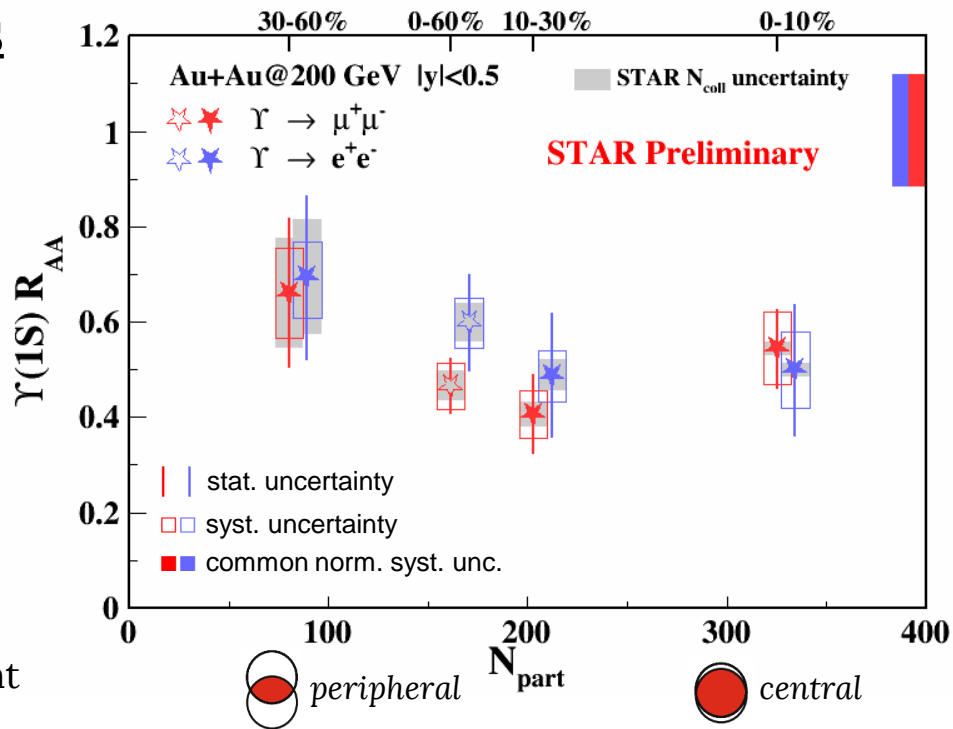 30-60% 0-60% 10-30% 0-10%
1.2
Au+Au@200 GeV |y|<0.5
STAR N_coll uncertainty
ϒ → μ⁺μ⁻
ϒ → e⁺e⁻
STAR Preliminary
1
0.8
0.6
0.4
0.2
0
ϒ(1S) R_AA
stat. uncertainty
syst. uncertainty
common norm. syst. unc.
0 100 200 300 400
N_part
peripheral
central